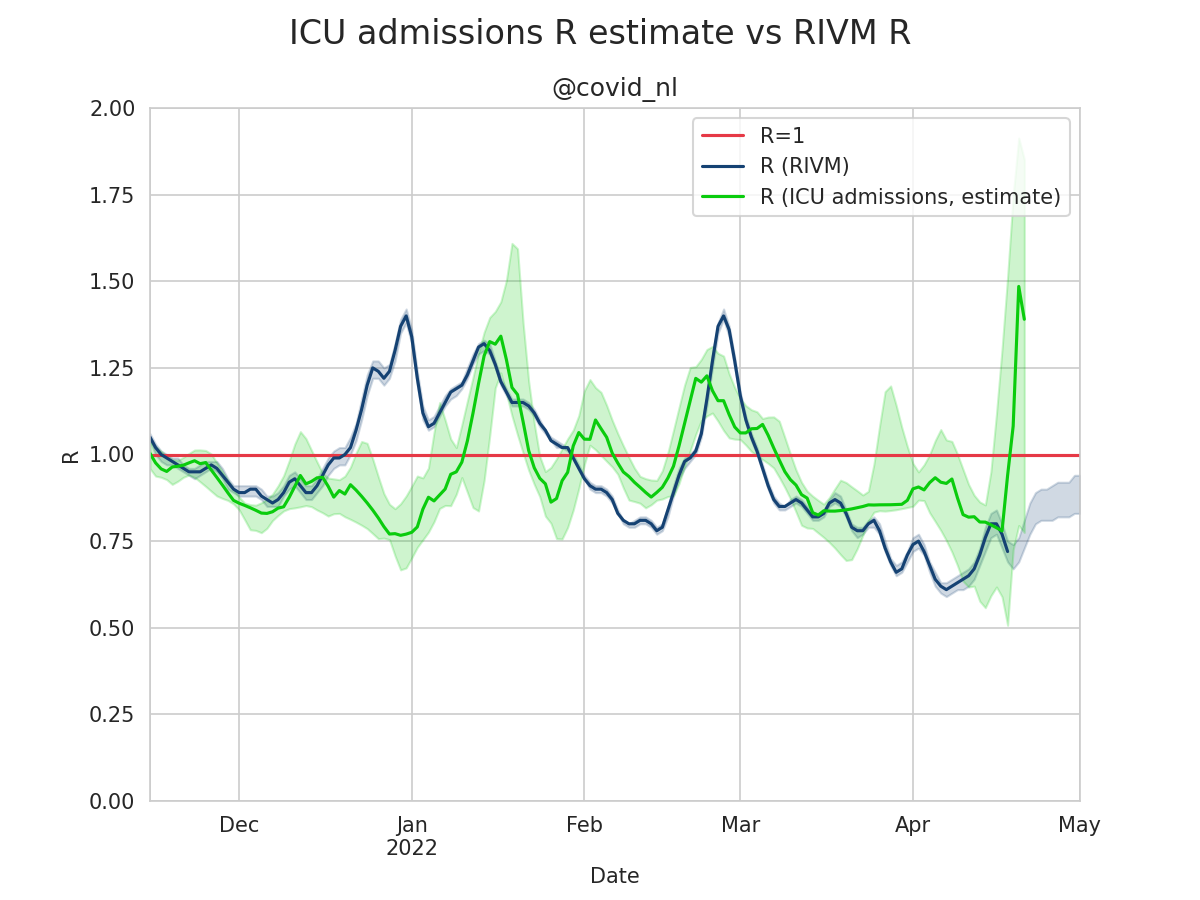 ICU admissions R estimate vs RIVM R
@covid_nl
R=1
R (RIVM)
R (ICU admissions, estimate)
2.00
1.75
1.50
1.25
1.00
0.75
0.50
0.25
0.00
R
Dec
Jan
2022
Feb
Mar
Apr
May
Date